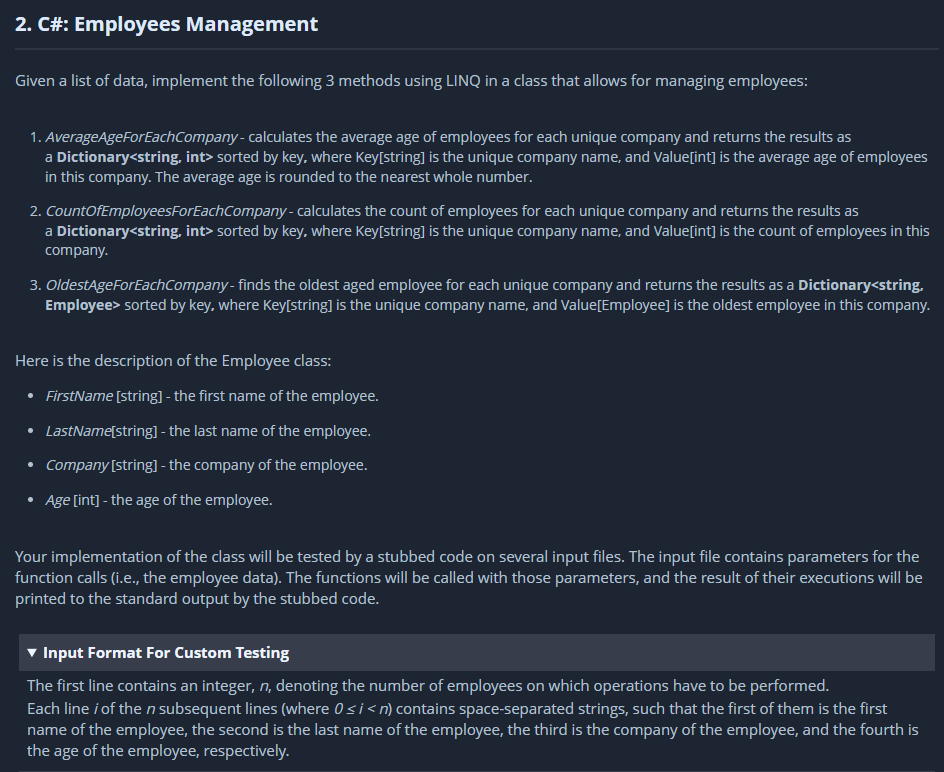 2. C#: Employees Management
Given a list of data, implement the following 3 methods using LINQ in a class that allows for managing employees:
1. AverageAgeForEachCompany - calculates the average age of employees for each unique company and returns the results as
a Dictionary<string, int> sorted by key, where Key[string] is the unique company name, and Value[int] is the average age of employees
in this company. The average age is rounded to the nearest whole number.
2. CountOfEmployeesForEachCompany - calculates the count of employees for each unique company and returns the results as
a Dictionary<string, int> sorted by key, where Key[string] is the unique company name, and Value[int] is the count of employees in this
company.
3. OldestAgeForEachCompany - finds the oldest aged employee for each unique company and returns the results as a Dictionary<string,
Employee> sorted by key, where Key[string] is the unique company name, and Value[Employee] is the oldest employee in this company.
Here is the description of the Employee class:
• FirstName [string] - the first name of the employee.
• LastName[string] - the last name of the employee.
• Company [string] - the company of the employee.
• Age [int] - the age of the employee.
Your implementation of the class will be tested by a stubbed code on several input files. The input file contains parameters for the
function calls (i.e., the employee data). The functions will be called with those parameters, and the result of their executions will be
printed to the standard output by the stubbed code.
▼ Input Format For Custom Testing
The first line contains an integer, n, denoting the number of employees on which operations have to be performed.
Each line i of the n subsequent lines (where 0 ≤ i < n) contains space-separated strings, such that the first of them is the first
name of the employee, the second is the last name of the employee, the third is the company of the employee, and the fourth is
the age of the employee, respectively.